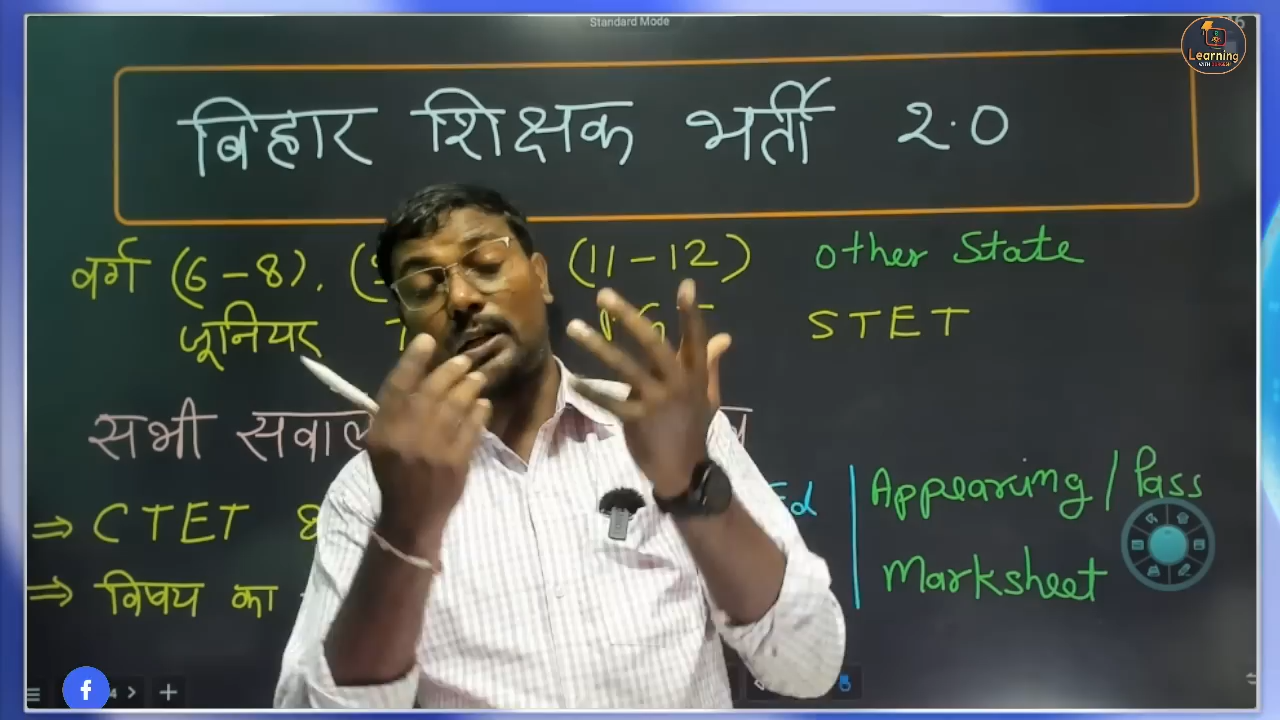 Standard Mode
Learning
बिहार शिक्षक भर्ती 2.0
वर्ग (6-8), (11-12) Other State
जूनियर STET
सभी सवाल
⇒ CTET Ed Appearing / Pass
⇒ विषय का Marksheet